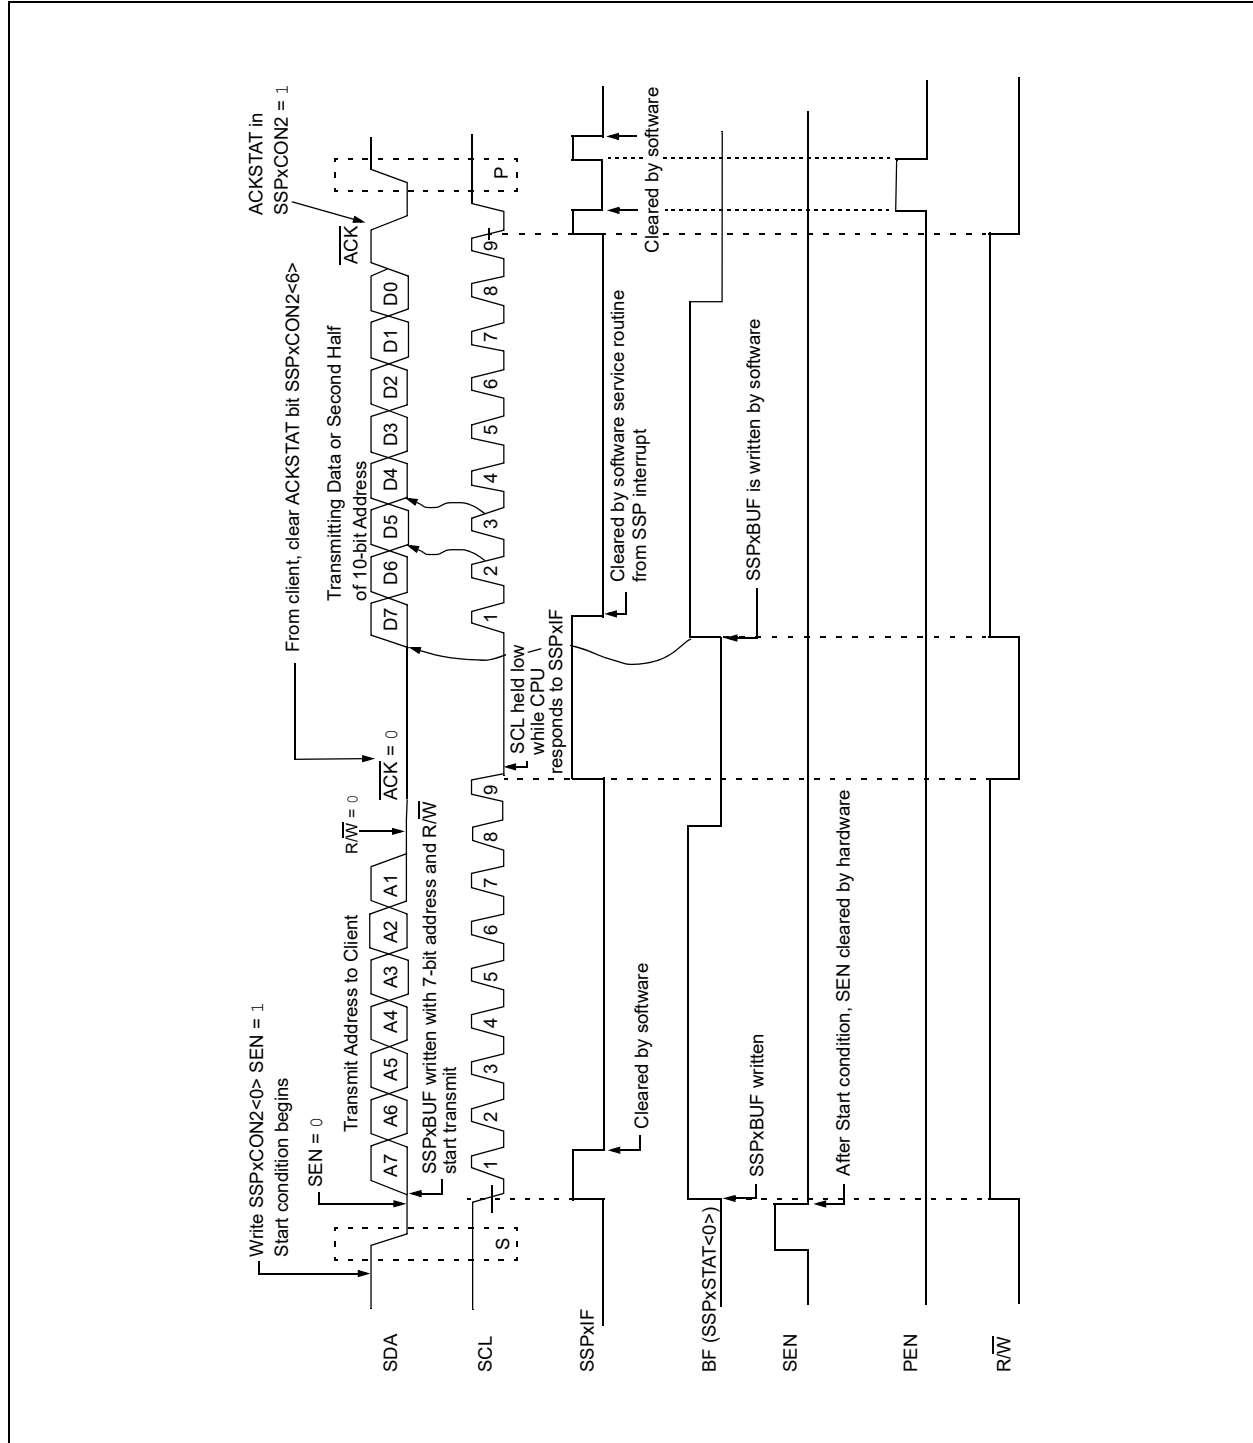 Write SSPxCON2<0> SEN = 1
Start condition begins
From client, clear ACKSTAT bit SSPxCON2<6>
ACKSTAT in
SSPxCON2 = 1
SEN = 0
Transmit Address to Client
R/W = 0
Transmitting Data or Second Half
of 10-bit Address
ACK
SDA
A7 A6 A5 A4 A3 A2 A1
ACK = 0
D7 D6 D5 D4 D3 D2 D1 D0
SSPxBUF written with 7-bit address and R/W
start transmit
SCL
S
1 2 3 4 5 6 7 8 9
1 2 3 4 5 6 7 8 9
P
SCL held low
while CPU
responds to SSPxIF
SSPxIF
Cleared by software
Cleared by software service routine
from SSP interrupt
Cleared by software
BF (SSPxSTAT<0>)
SSPxBUF written
SSPxBUF is written by software
SEN
After Start condition, SEN cleared by hardware
PEN
R/W